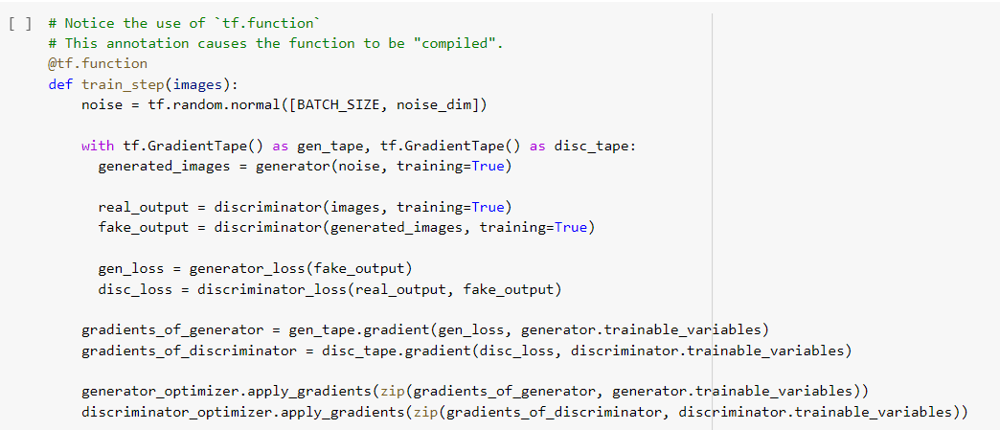 [ ] # Notice the use of `tf.function`
# This annotation causes the function to be "compiled".
@tf.function
def train_step(images):
    noise = tf.random.normal([BATCH_SIZE, noise_dim])

    with tf.GradientTape() as gen_tape, tf.GradientTape() as disc_tape:
      generated_images = generator(noise, training=True)

      real_output = discriminator(images, training=True)
      fake_output = discriminator(generated_images, training=True)

      gen_loss = generator_loss(fake_output)
      disc_loss = discriminator_loss(real_output, fake_output)

    gradients_of_generator = gen_tape.gradient(gen_loss, generator.trainable_variables)
    gradients_of_discriminator = disc_tape.gradient(disc_loss, discriminator.trainable_variables)

    generator_optimizer.apply_gradients(zip(gradients_of_generator, generator.trainable_variables))
    discriminator_optimizer.apply_gradients(zip(gradients_of_discriminator, discriminator.trainable_variables))